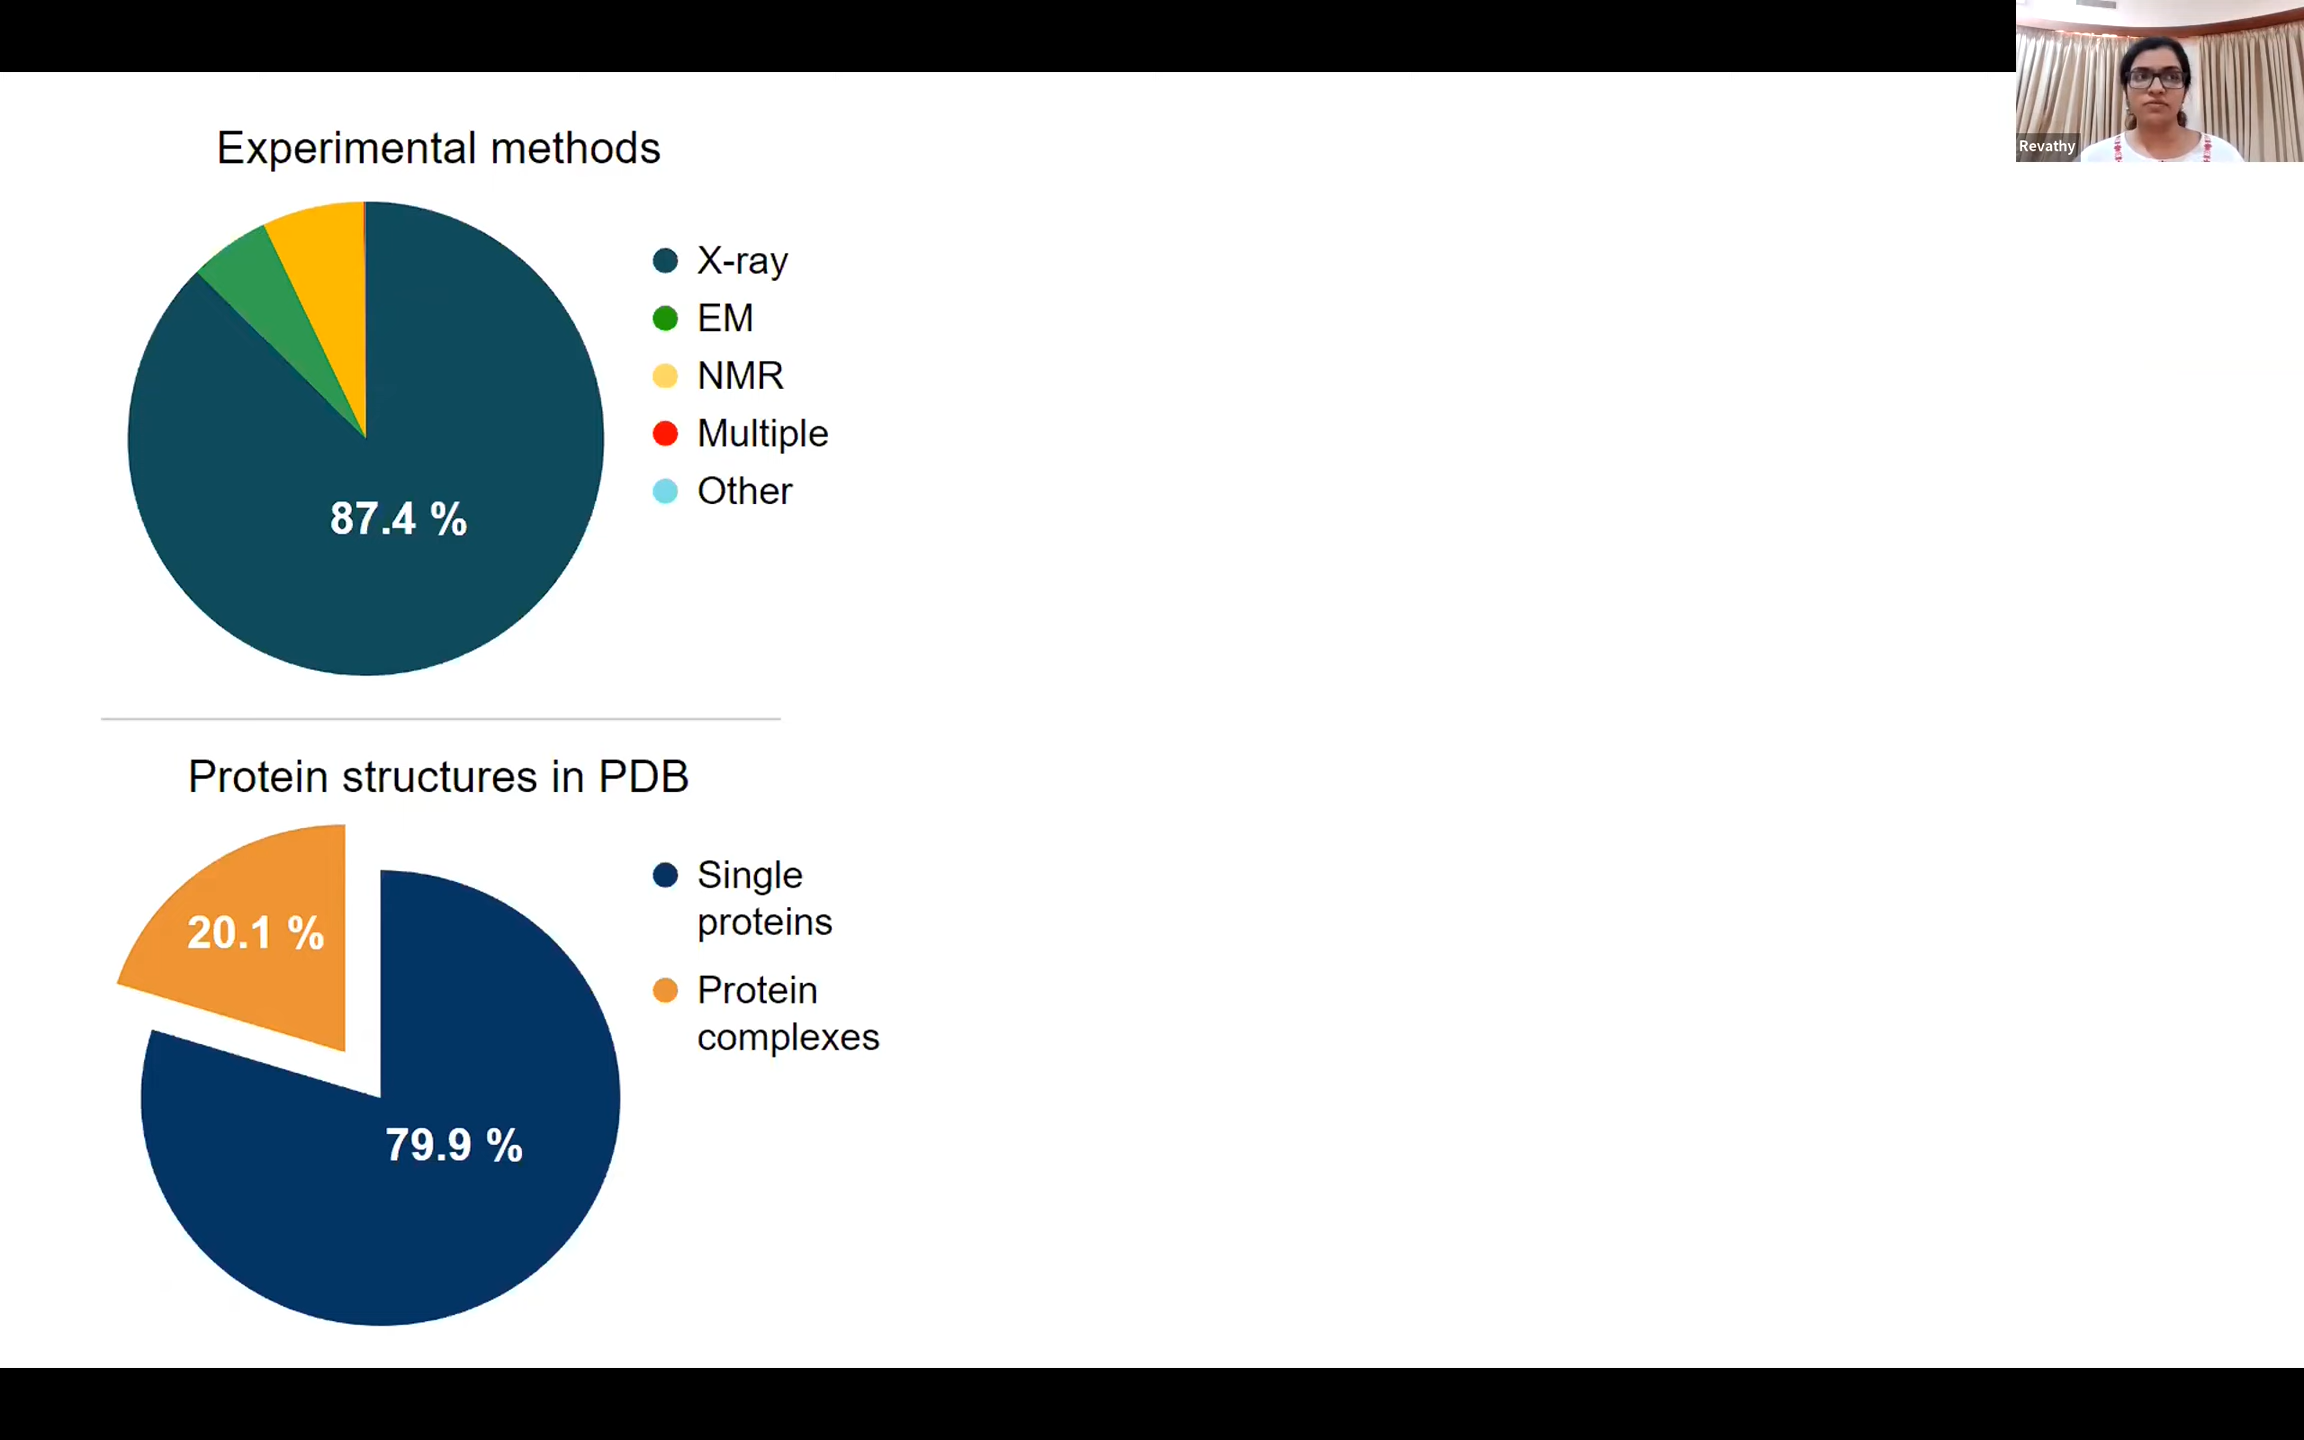 Revathy
Experimental methods
X-ray
EM
NMR
Multiple
Other
87.4 %
Protein structures in PDB
Single
proteins
Protein
complexes
20.1 %
79.9 %